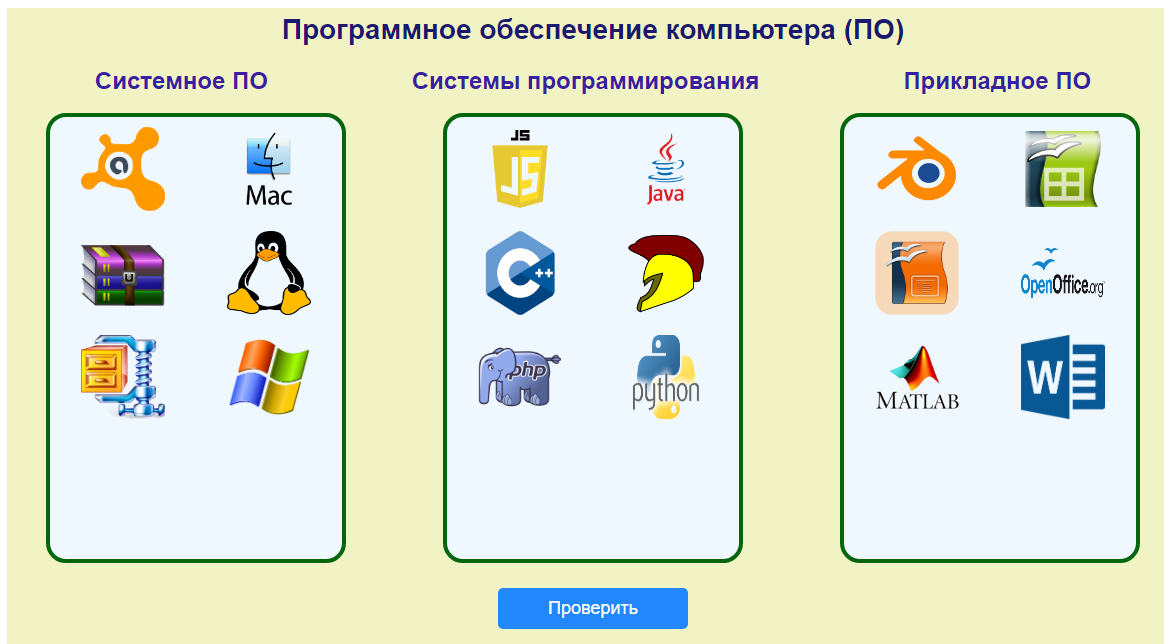 Программное обеспечение компьютера (ПО)
Системное ПО
Системы программирования
Прикладное ПО
a
Mac
JS
JS
Java
U
C++
OpenOffice.org
php
python
MATLAB
W
Проверить